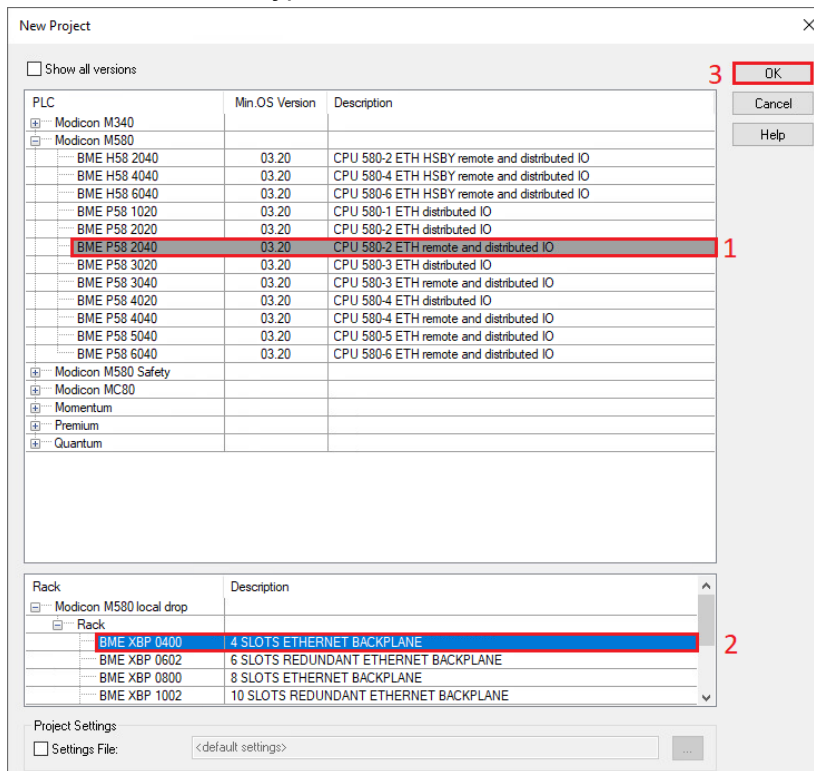 New Project
Show all versions
3 OK
PLC Min.OS Version Description Cancel
Modicon M340
Help
Modicon M580
BME H58 2040 03.20 CPU 580-2 ETH HSBY remote and distributed IO
BME H58 4040 03.20 CPU 580-4 ETH HSBY remote and distributed IO
BME H58 6040 03.20 CPU 580-6 ETH HSBY remote and distributed IO
BME P58 1020 03.20 CPU 580-1 ETH distributed IO
BME P58 2020 03.20 CPU 580-2 ETH distributed IO
BME P58 2040 03.20 CPU 580-2 ETH remote and distributed IO 1
BME P58 3020 03.20 CPU 580-3 ETH distributed IO
BME P58 3040 03.20 CPU 580-3 ETH remote and distributed IO
BME P58 4020 03.20 CPU 580-4 ETH distributed IO
BME P58 4040 03.20 CPU 580-4 ETH remote and distributed IO
BME P58 5040 03.20 CPU 580-5 ETH remote and distributed IO
BME P58 6040 03.20 CPU 580-6 ETH remote and distributed IO
Modicon M580 Safety
Modicon MC80
Momentum
Premium
Quantum
Rack Description
Modicon M580 local drop
Rack
BME XBP 0400 4 SLOTS ETHERNET BACKPLANE 2
BME XBP 0602 6 SLOTS REDUNDANT ETHERNET BACKPLANE
BME XBP 0800 8 SLOTS ETHERNET BACKPLANE
BME XBP 1002 10 SLOTS REDUNDANT ETHERNET BACKPLANE
Project Settings
Settings File: <default settings> ...